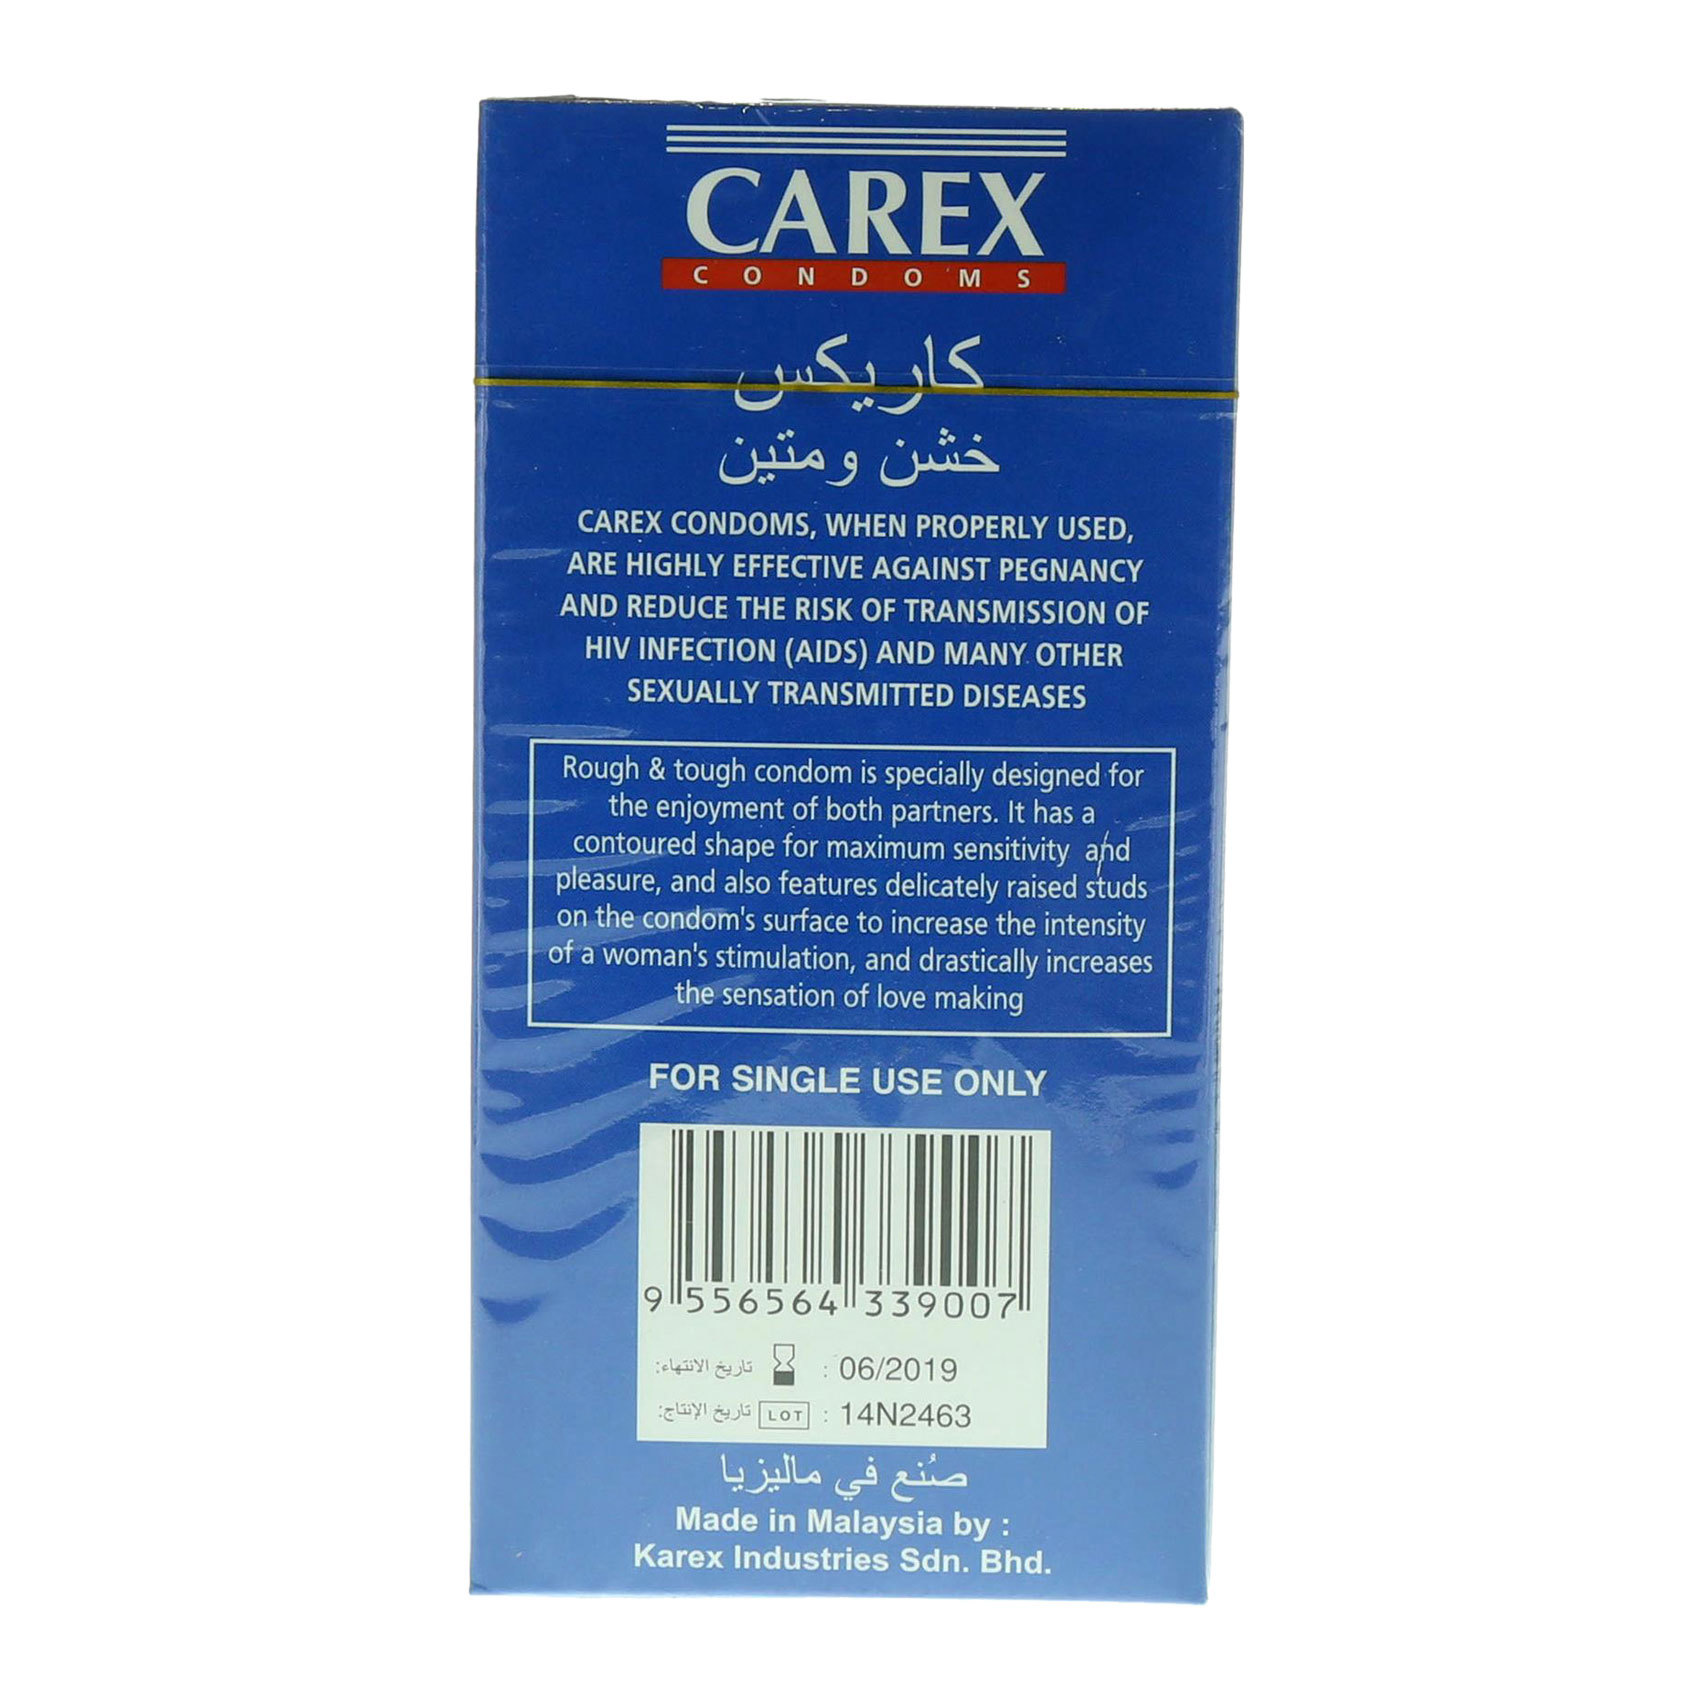 CAREX
CONDOMS
كاريكس
خشن و متين
CAREX CONDOMS, WHEN PROPERLY USED,
ARE HIGHLY EFFECTIVE AGAINST PEGNANCY
AND REDUCE THE RISK OF TRANSMISSION OF
HIV INFECTION (AIDS) AND MANY OTHER
SEXUALLY TRANSMITTED DISEASES
Rough & tough condom is specially designed for
the enjoyment of both partners. It has a
contoured shape for maximum sensitivity and
pleasure, and also features delicately raised studs
on the condom's surface to increase the intensity
of a woman's stimulation, and drastically increases
the sensation of love making
FOR SINGLE USE ONLY
9 556564 339007
تاريخ الانتهاء: : 06/2019
تاريخ الإنتاج: LOT : 14N2463
صُنع في ماليزيا
Made in Malaysia by :
Karex Industries Sdn. Bhd.